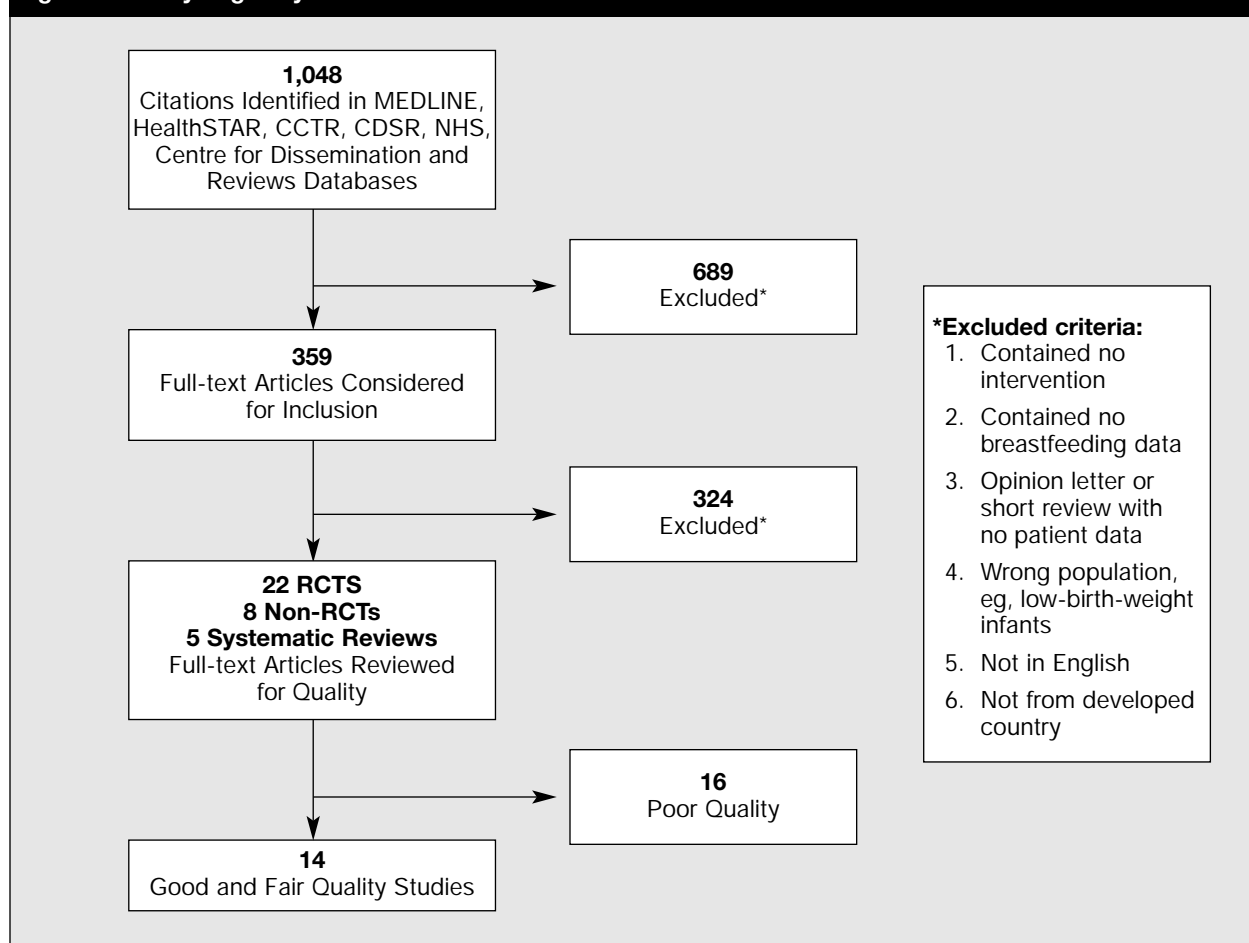 1,048
Citations Identified in MEDLINE,
HealthSTAR, CCTR, CDSR, NHS,
Centre for Dissemination and
Reviews Databases
689
Excluded*
359
Full-text Articles Considered
for Inclusion
324
Excluded*
22 RCTS
8 Non-RCTs
5 Systematic Reviews
Full-text Articles Reviewed
for Quality
16
Poor Quality
14
Good and Fair Quality Studies
*Excluded criteria:
1. Contained no
intervention
2. Contained no
breastfeeding data
3. Opinion letter or
short review with
no patient data
4. Wrong population,
eg, low-birth-weight
infants
5. Not in English
6. Not from developed
country